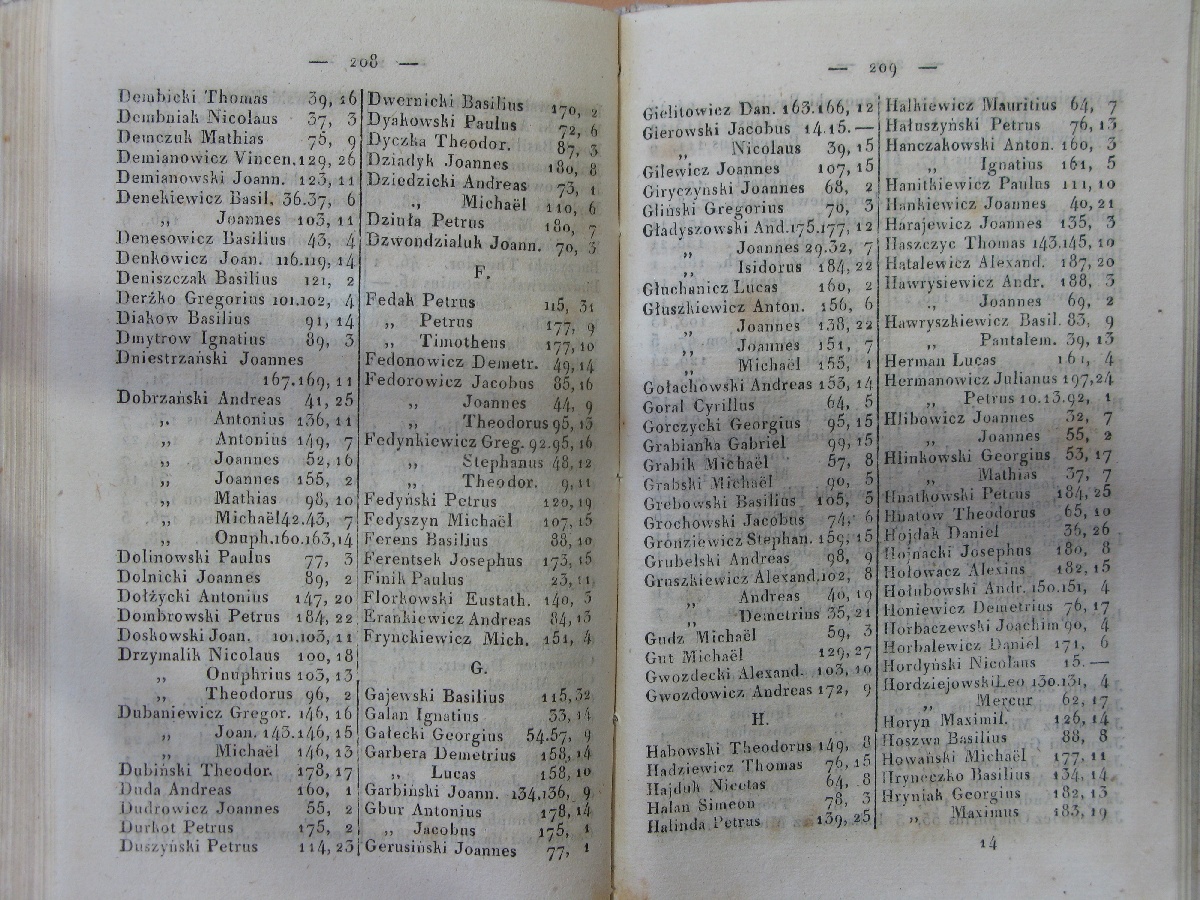 — 208 —
Dembicki Thomas 39, 16
Dembniak Nicolaus 37, 3
Demczuk Mathias 75, 9
Demianowicz Vincen. 129, 26
Demianowski Joann. 123, 11
Denekiewicz Basil. 36.37, 6
„ Joannes 103, 11
Denesowicz Basilius 43, 4
Denkowicz Joan. 116.119, 14
Deniszczak Basilius 121, 2
Derżko Gregorius 101.102, 4
Diakow Basilius 91, 14
Dmytrow Ignatius 89, 3
Dniestrzański Joannes
167.169, 11
Dobrzański Andreas 41, 25
„ Antonius 136, 11
„ Antonius 149, 7
„ Joannes 52, 16
„ Joannes 155, 2
„ Mathias 98, 10
„ Michaël 42.43, 7
„ Onuph. 160.163, 14
Dolinowski Paulus 77, 3
Dolnicki Joannes 89, 2
Dołżycki Antonius 147, 20
Dombrowski Petrus 184, 22
Doskowski Joan. 101.103, 11
Drzymalik Nicolaus 100, 18
„ Onuphrius 103, 13
„ Theodorus 96, 2
Dubaniewicz Gregor. 146, 16
„ Joan. 143.146, 15
„ Michaël 146, 13
Dubiński Theodor. 178, 17
Duda Andreas 160, 1
Dudrowicz Joannes 55, 2
Durkot Petrus 175, 2
Duszyński Petrus 114, 23
Dwernicki Basilius 170, 2
Dyakowski Paulus 72, 6
Dyczka Theodor. 87, 3
Dziadyk Joannes 180, 8
Dziedzicki Andreas 73, 1
„ Michaël 110, 6
Dziuła Petrus 180, 7
Dzwondzialuk Joann. 70, 3
F.
Fedak Petrus 115, 31
„ Petrus 177, 9
„ Timotheus 177, 10
Fedonowicz Demetr. 49, 14
Fedorowicz Jacobus 85, 16
„ Joannes 44, 9
„ Theodorus 95, 13
Fedynkiewicz Greg. 92.95, 16
„ Stephanus 48, 12
„ Theodor. 9, 11
Fedyński Petrus 120, 19
Fedyszyn Michaël 107, 15
Ferens Basilius 88, 10
Ferentsek Josephus 173, 15
Finik Paulus 23, 11
Florkowski Eustath. 140, 3
Erankiewicz Andreas 84, 13
Frynckiewicz Mich. 151, 4
G.
Gajewski Basilius 115, 32
Galan Ignatius 33, 14
Gałecki Georgius 54.57, 9
Garbera Demetrius 158, 14
„ Lucas 158, 10
Garbiński Joann. 134,136, 9
Gbur Antonius 178, 14
„ Jacobus 175, 1
Gerusiński Joannes 77, 1
— 209 —
Gielitowicz Dan. 163.166, 12
Gierowski Jacobus 14.15. —
„ Nicolaus 39, 15
Gilewicz Joannes 107, 15
Giryczyński Joannes 68, 2
Gliński Gregorius 70, 3
Gładyszowski And. 175.177, 12
„ Joannes 29.32, 7
„ Isidorus 184, 22
Głuchanicz Lucas 160, 2
Głuszkiewicz Anton. 156, 6
„ Joannes 138, 22
„ Joannes 151, 7
„ Michaël 155, 1
Gołachowski Andreas 153, 14
Goral Cyrillus 64, 5
Gorczycki Georgius 95, 15
Grabianka Gabriel 99, 15
Grabik Michaël 57, 8
Grabski Michaël 90, 5
Grebowski Basilius 105, 3
Grochowski Jacobus 74, 6
Gronziewicz Stephan. 159, 15
Grubelski Andreas 98, 9
Gruszkiewicz Alexand. 102, 8
„ Andreas 40, 19
„ Demetrius 35, 21
Gudz Michaël 59, 3
Gut Michaël 129, 27
Gwozdecki Alexand. 103, 10
Gwozdowicz Andreas 172, 9
H.
Habowski Theodorus 149, 8
Hadziewicz Thomas 76, 15
Hajduk Nicetas 64, 8
Halan Simeon 78, 3
Halinda Petrus 139, 25
Halkiewicz Mauritius 64, 7
Hałuszyński Petrus 76, 13
Hanczakowski Anton. 160, 3
„ Ignatius 161, 5
Hanitkiewicz Paulus 111, 10
Hankiewicz Joannes 40, 21
Harajewicz Joannes 135, 3
Haszczyc Thomas 143.145, 10
Hatalewicz Alexand. 187, 20
Hawrysiewicz Andr. 188, 3
„ Joannes 69, 2
Hawryszkiewicz Basil. 83, 9
„ Pantalem. 39, 13
Herman Lucas 161, 4
Hermanowicz Julianus 197, 24
„ Petrus 10.13.92, 1
Hlibowicz Joannes 32, 7
„ Joannes 55, 2
Hlinkowski Georgius 53, 17
„ Mathias 37, 7
Hnatkowski Petrus 184, 25
Hnatow Theodorus 65, 10
Hojdak Daniel 36, 26
Hojnacki Josephus 180, 8
Hołowacz Alexius 182, 15
Hołubowski Andr. 150.151, 4
Honiewicz Demetrius 76, 17
Horbaczewski Joachim 90, 4
Horbalewicz Daniel 171, 6
Hordyński Nicolaus 15. —
Hordziejowski Leo 130.131, 4
„ Mercur 62, 17
Horyn Maximil. 126, 14
Hoszwa Basilius 88, 8
Howański Michaël 177, 11
Hryneczko Basilius 134, 14
Hryniak Georgius 182, 13
„ Maximus 183, 19
14